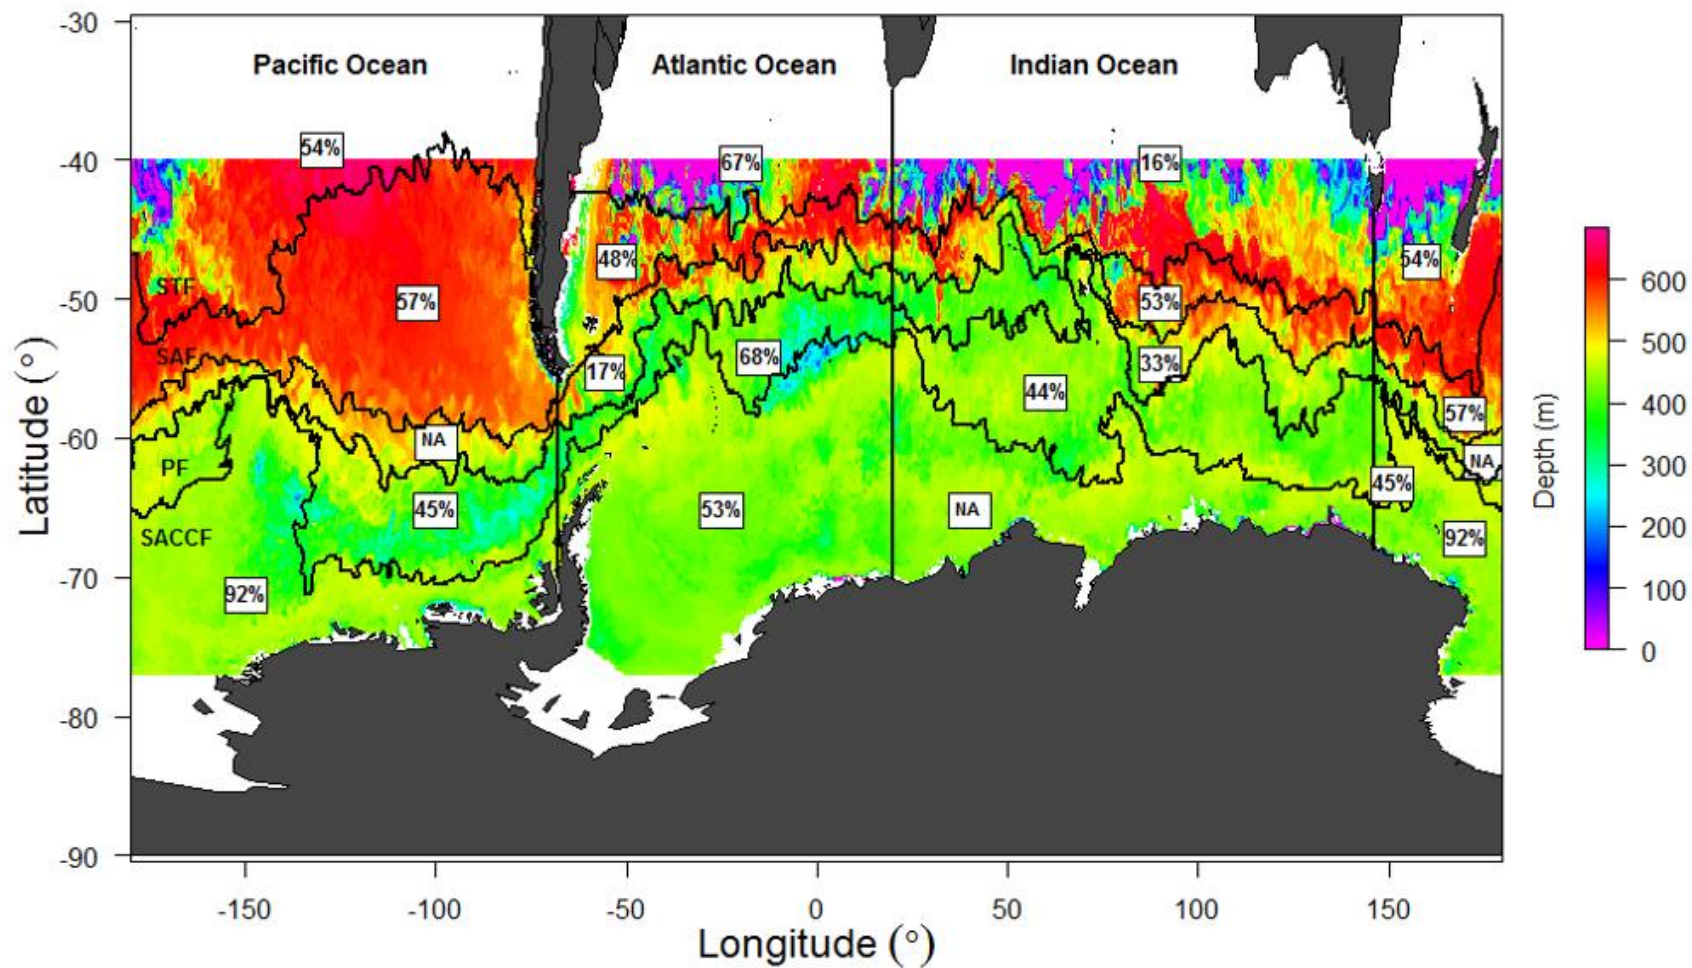 -30
Pacific Ocean
Atlantic Ocean
Indian Ocean
54%
67%
16%
-40
48%
54%
STF
-50
57%
53%
600
SAF
17%
68%
33%
500
44%
57%
400
-60
NA
NA
PF
45%
45%
300
53%
NA
SACCF
92%
200
-70
92%
100
0
-80
-90
-150
-100
-50
0
50
100
150
Longitude (°)
Latitude (°)
Depth (m)